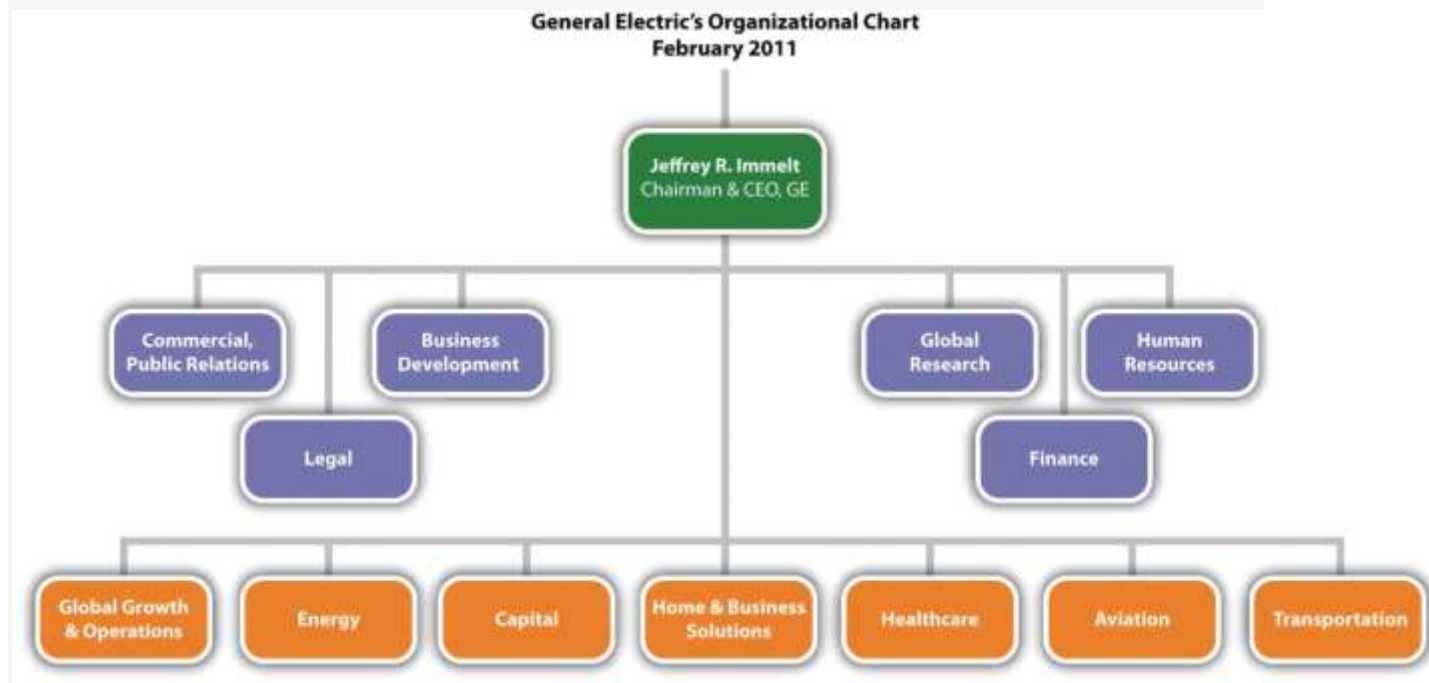 General Electric's Organizational Chart
February 2011
Jeffrey R. Immelt
Chairman & CEO, GE
Commercial,
Public Relations
Business
Development
Global
Research
Human
Resources
Legal
Finance
Global Growth
& Operations
Energy
Capital
Home & Business
Solutions
Healthcare
Aviation
Transportation